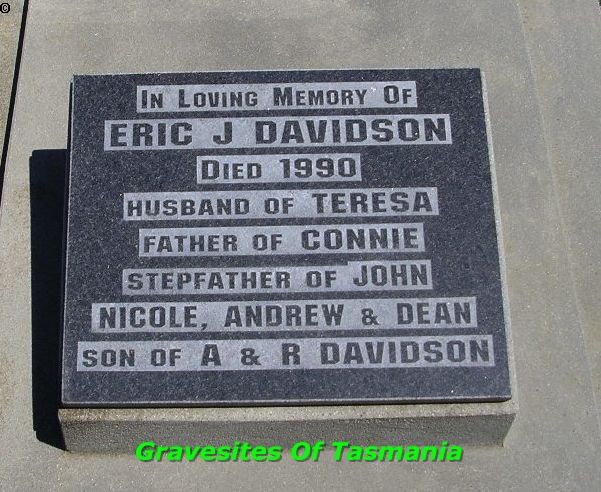 ©
In Loving Memory Of
ERIC J DAVIDSON
Died 1990
HUSBAND OF TERESA
FATHER OF CONNIE
STEPFATHER OF JOHN
NICOLE, ANDREW & DEAN
SON OF A & R DAVIDSON
Gravesites Of Tasmania